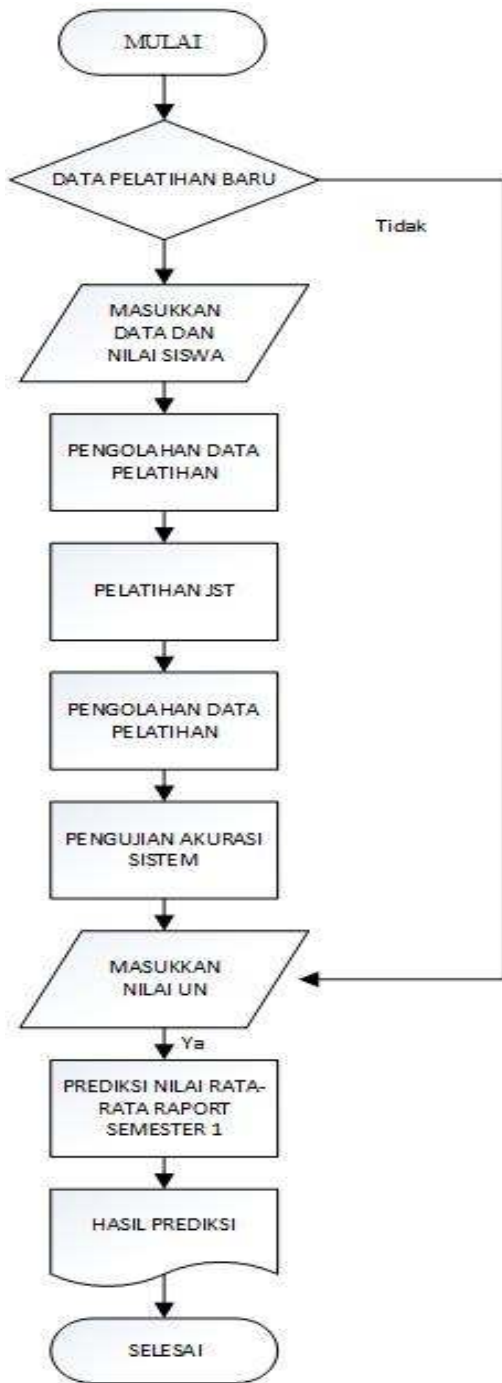 MULAI
DATA PELATIHAN BARU
Tidak
MASUKKAN
DATA DAN
NILAI SISWA
PENGOLAHAN DATA
PELATIHAN
PELATIHAN JST
PENGOLAHAN DATA
PELATIHAN
PENGUJIAN AKURASI
SISTEM
MASUKKAN
NILAI UN
Ya
PREDIKSI NILAI RATA-
RATA RAPORT
SEMESTER 1
HASIL PREDIKSI
SELESAI